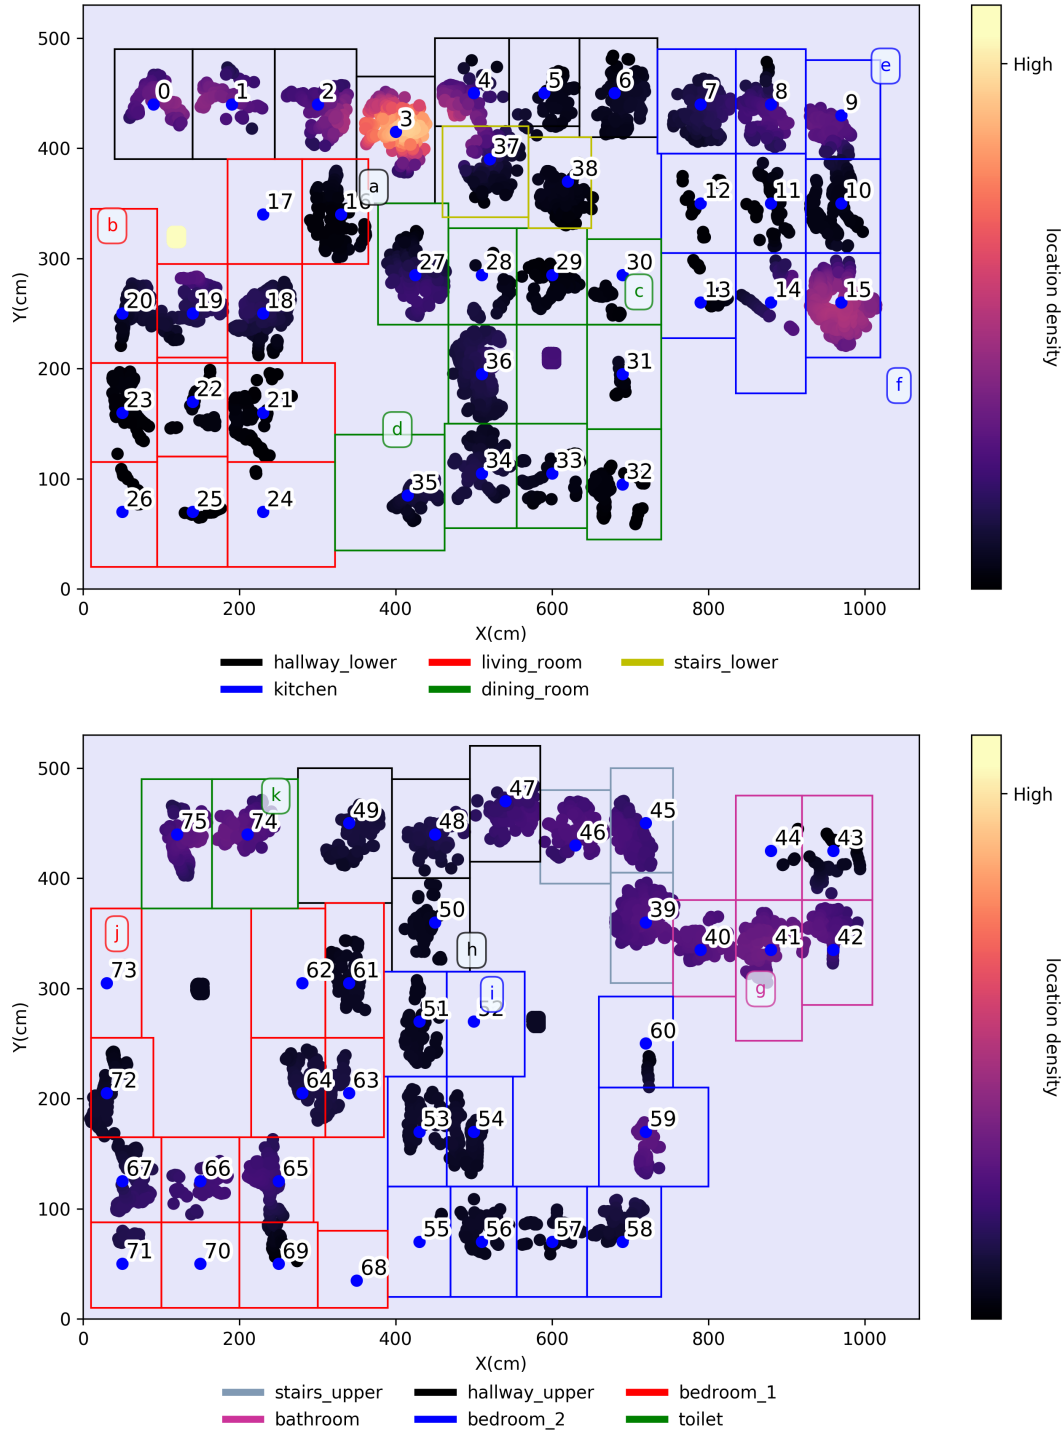 500
400
300
200
100
0
Y(cm)
0 1 2 3 4 5 6 7 8 9
37 38
a
b
17 16
12 11 10
e
20 19 18
27 28 29 30
c
13 14 15
f
36 31
23 22 21
d
34 33 32
35
26 25 24
0 200 400 600 800 1000
X(cm)
High
location density
hallway_lower living_room stairs_lower
kitchen dining_room
500
400
300
200
100
0
Y(cm)
k
75 74 49 48 47 46 45
44 43
j
50
39 40 41 42
h
g
73 62 61
i
51 52
60
72 64 63
53 54 59
67 66 65
55 56 57 58
71 70 69 68
0 200 400 600 800 1000
X(cm)
High
location density
stairs_upper hallway_upper bedroom_1
bathroom bedroom_2 toilet